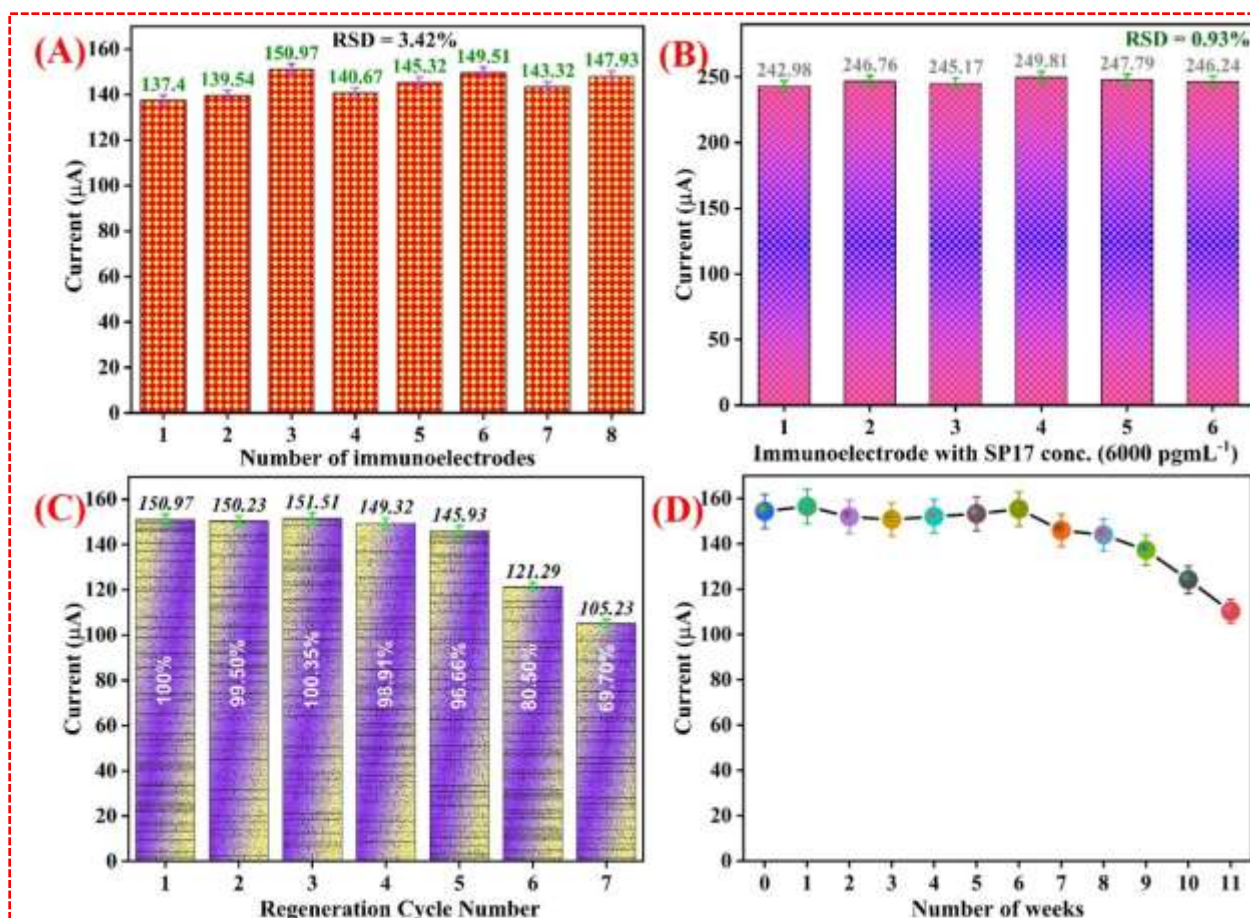 (A)
RSD = 3.42%
137.4 139.54 150.97 140.67 145.32 149.51 143.32 147.93
Current (μA)
160
140
120
100
80
60
40
20
0
1 2 3 4 5 6 7 8
Number of immunoelectrodes
(B)
RSD = 0.93%
242.98 246.76 245.17 249.81 247.79 246.24
Current (μA)
250
200
150
100
50
0
1 2 3 4 5 6
Immunoelectrode with SP17 conc. (6000 pgmL⁻¹)
(C)
150.97 150.23 151.51 149.32 145.93 121.29 105.23
100% 99.50% 100.35% 98.91% 96.66% 80.50% 69.70%
Current (μA)
160
140
120
100
80
60
40
20
0
1 2 3 4 5 6 7
Regeneration Cycle Number
(D)
Current (μA)
160
140
120
100
80
60
40
20
0
0 1 2 3 4 5 6 7 8 9 10 11
Number of weeks